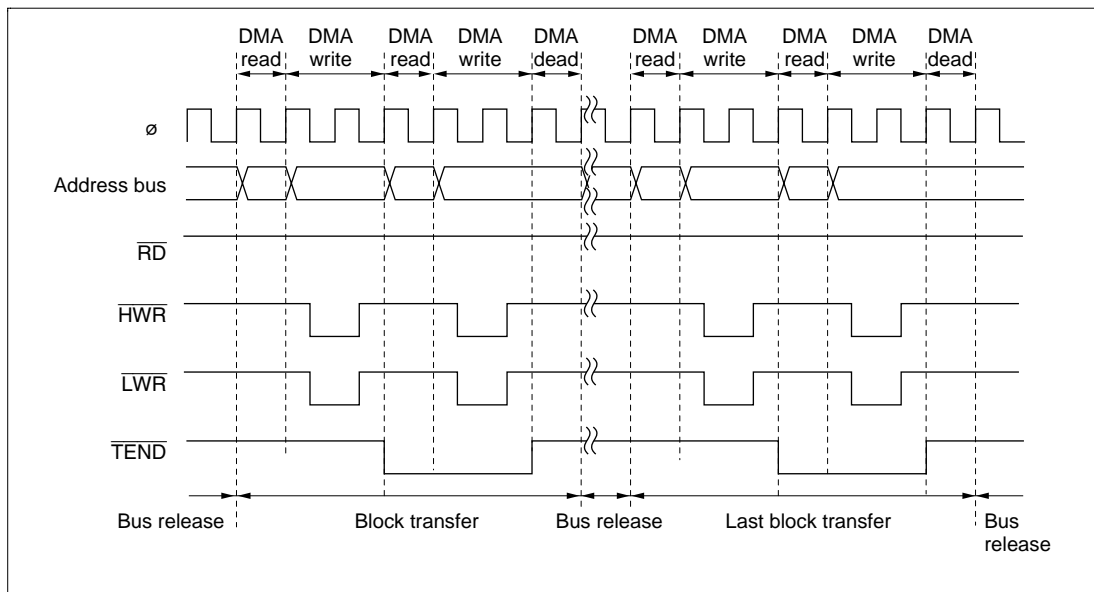 DMA DMA DMA DMA DMA DMA DMA DMA DMA DMA
read write read write dead read write read write dead
ø
Address bus
RD
HWR
LWR
TEND
Bus release Block transfer Bus release Last block transfer Bus
release